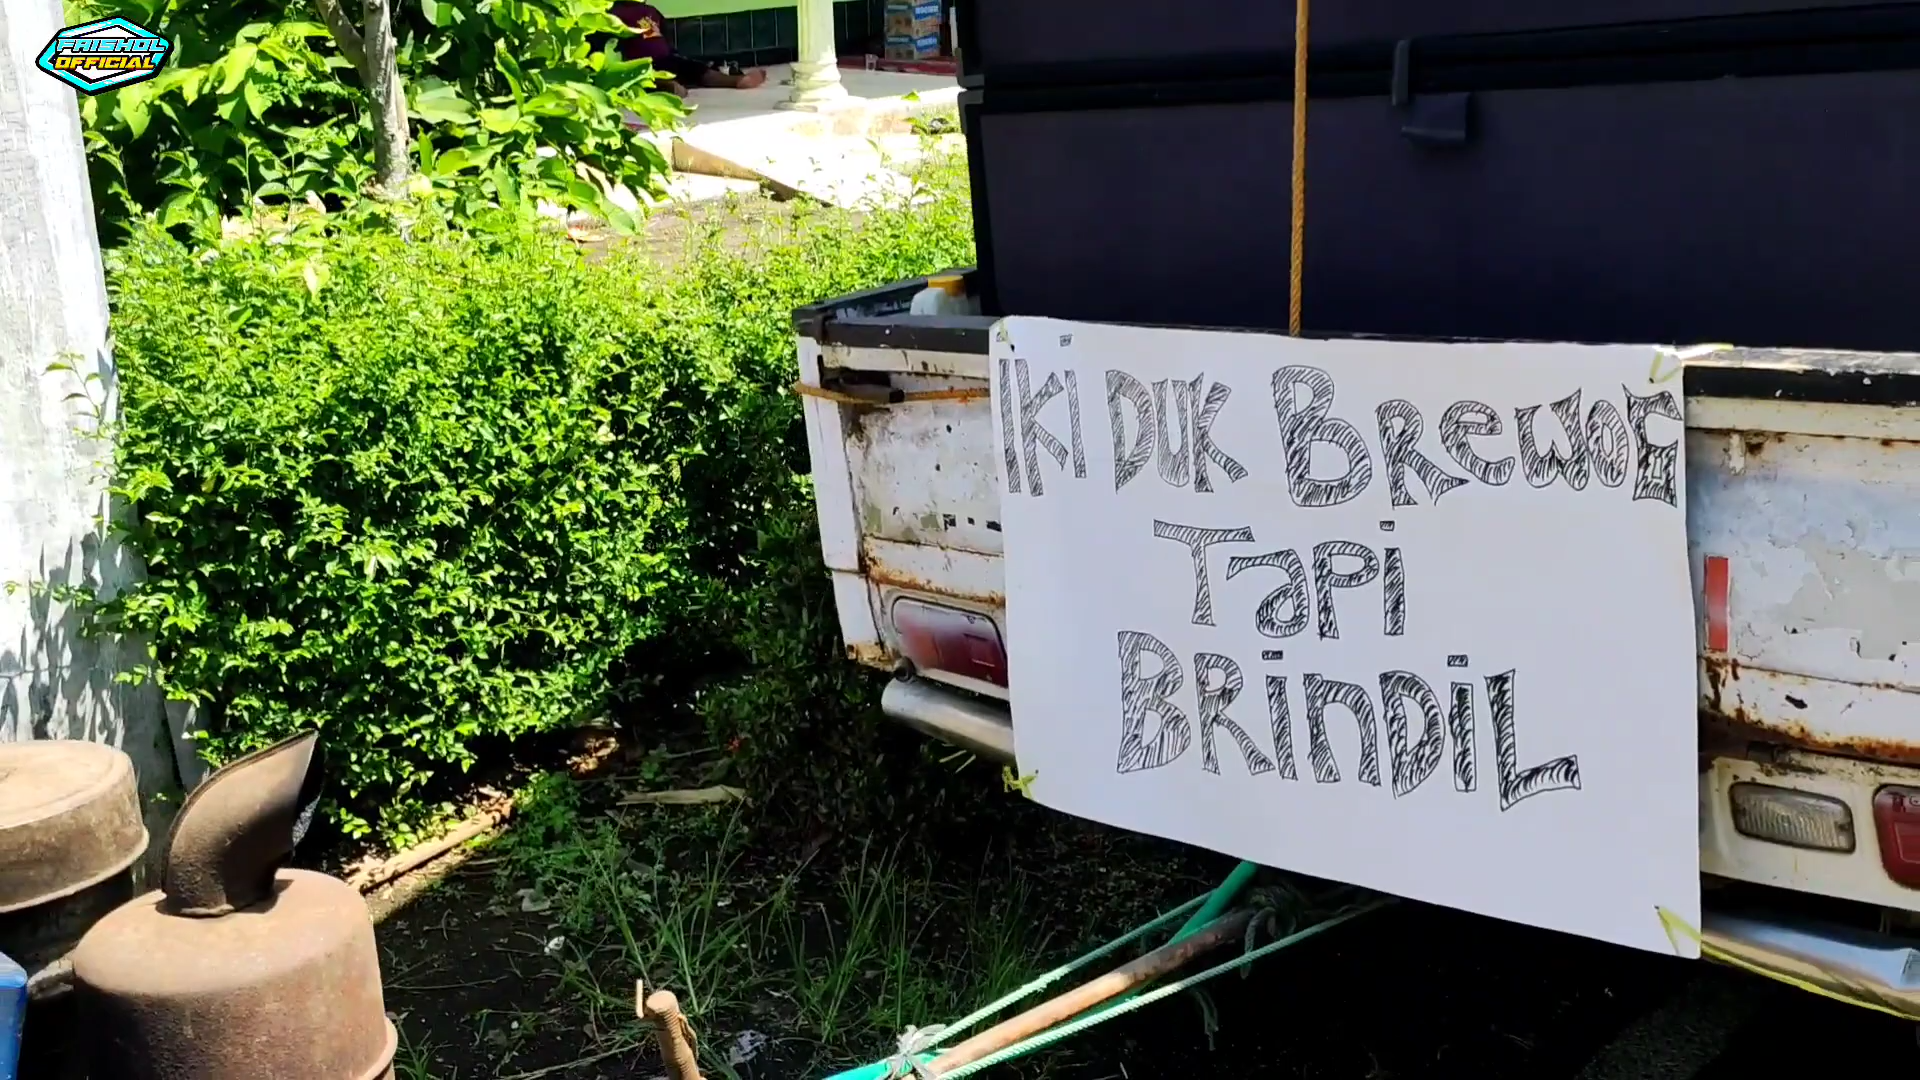 FAISHOL
OFFICIAL
iKi DUK BREWOG
TaPi
BRinDiL